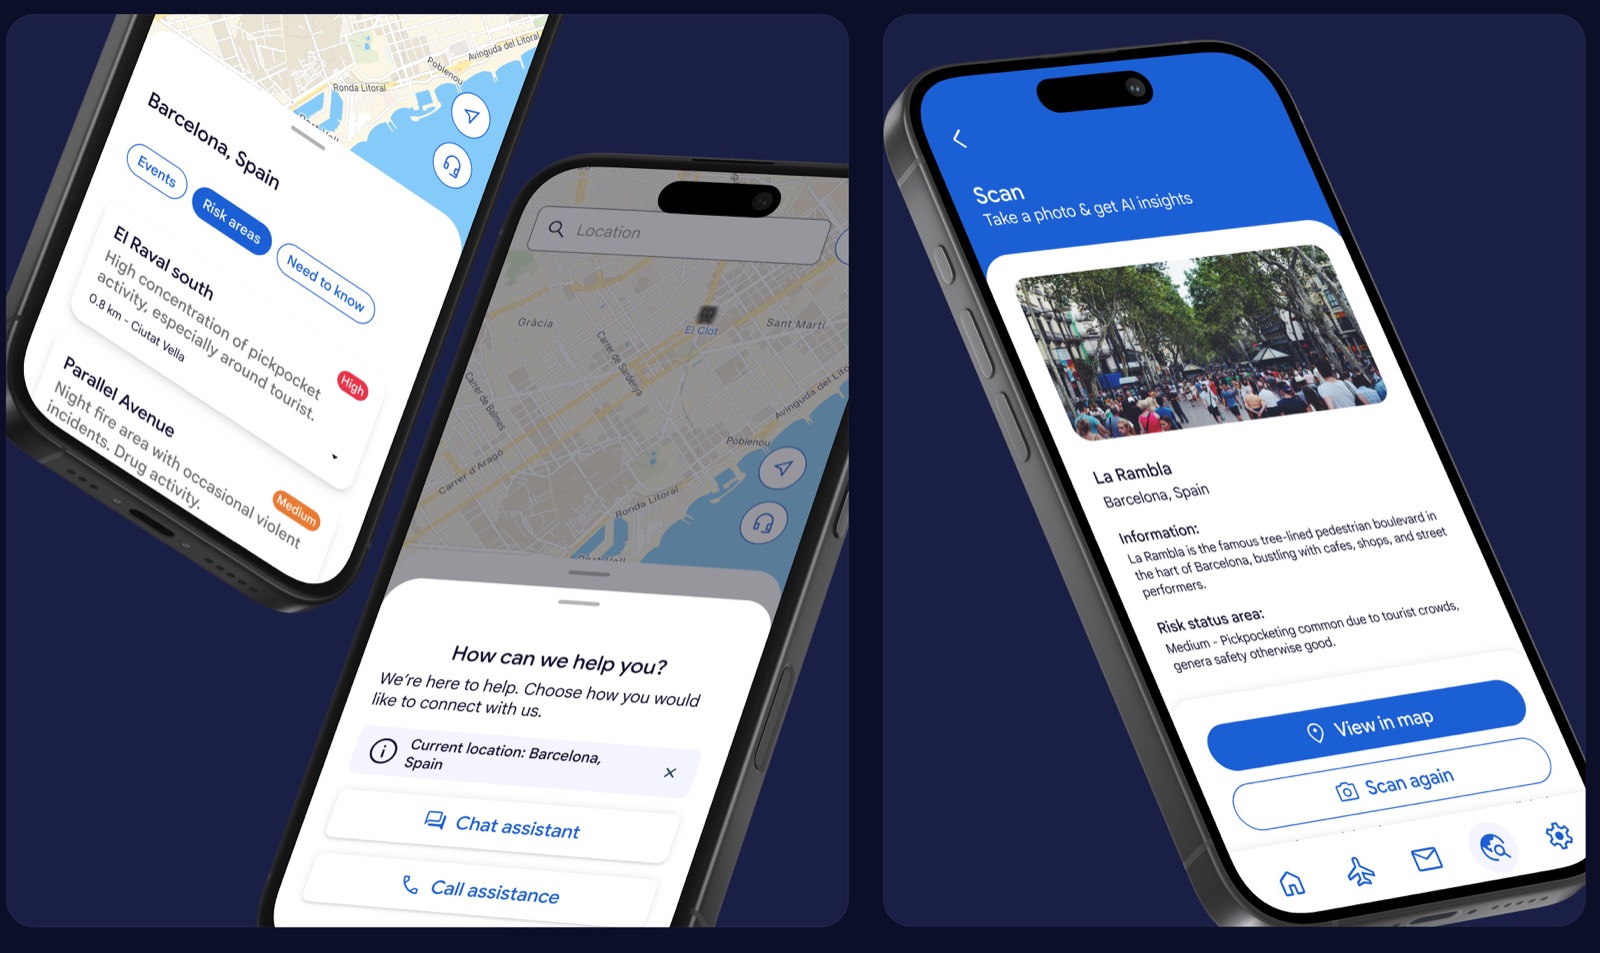 Avinguda del Litoral
Poblenou
Ronda Litoral
Port Vell
Barcelona, Spain
Events
Risk areas
Need to know
El Raval south
High concentration of pickpocket
activity, especially around tourist.
0.8 km - Ciutat Vella
High
Parallel Avenue
Night fire area with occasional violent
incidents. Drug activity.
Medium
Location
Gràcia
El Clot
Sant Martí
Carrer de Sardenya
Carrer de Balmes
Carrer d'Aragó
Avinguda del Lito
Poblenou
Ronda Litoral
Port Vell
How can we help you?
We're here to help. Choose how you would
like to connect with us.
Current location: Barcelona,
Spain
Chat assistant
Call assistance
Scan
Take a photo & get AI insights
La Rambla
Barcelona, Spain
Information:
La Rambla is the famous tree-lined pedestrian boulevard in
the hart of Barcelona, bustling with cafes, shops, and street
performers.
Risk status area:
Medium - Pickpocketing common due to tourist crowds,
genera safety otherwise good.
View in map
Scan again